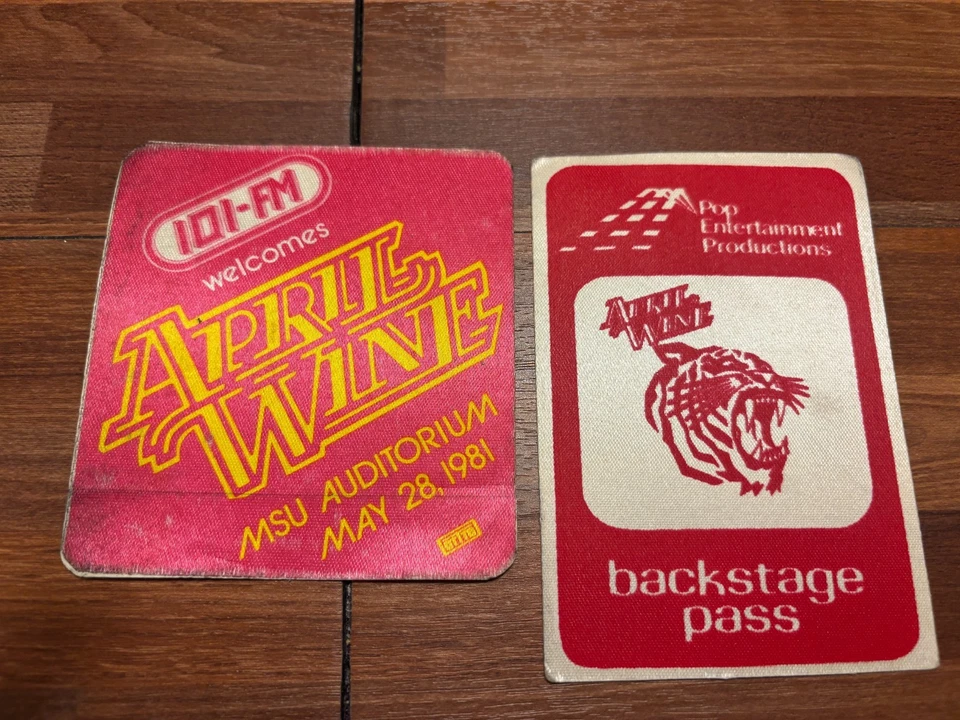 101-FM
welcomes
APRIL
WINE
MSU AUDITORIUM
MAY 28, 1981
Pop
Entertainment
Productions
APRIL
WINE
backstage
pass